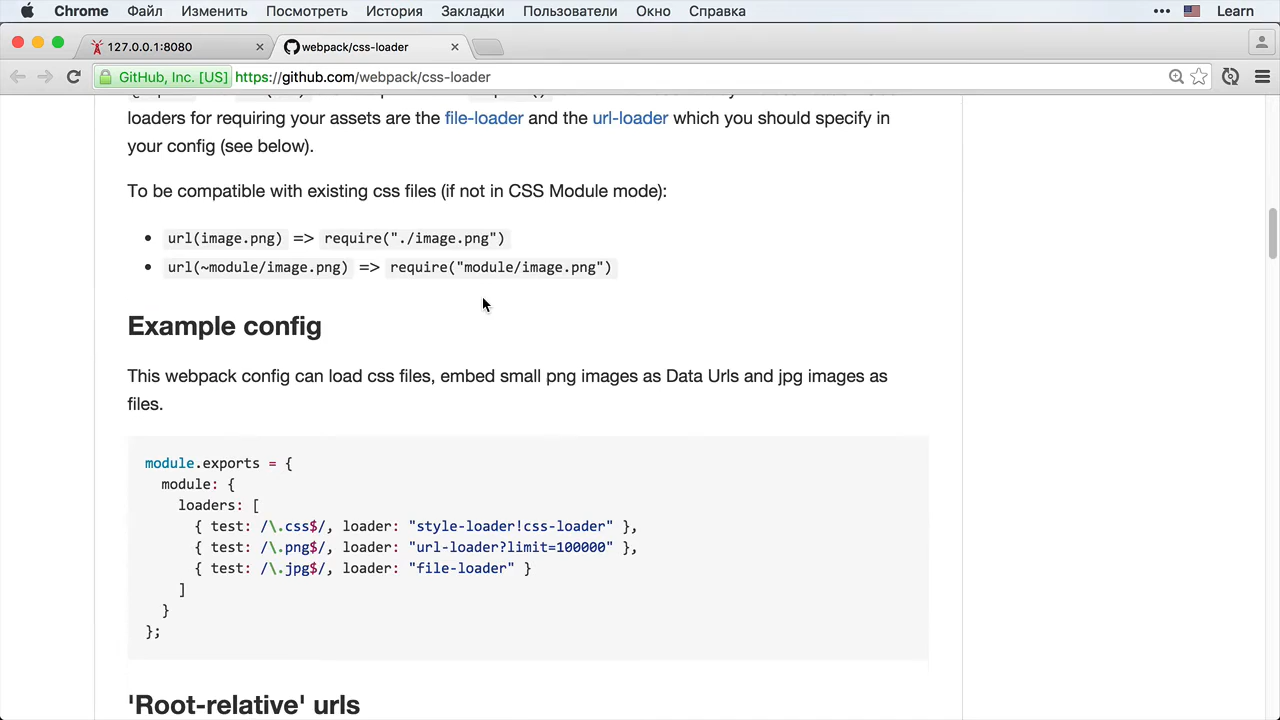 Chrome Файл Изменить Посмотреть История Закладки Пользователи Окно Справка ••• Learn
127.0.0.1:8080 × webpack/css-loader ×
GitHub, Inc. [US] https://github.com/webpack/css-loader
loaders for requiring your assets are the file-loader and the url-loader which you should specify in
your config (see below).
To be compatible with existing css files (if not in CSS Module mode):
• url(image.png) => require("./image.png")
• url(~module/image.png) => require("module/image.png")
Example config
This webpack config can load css files, embed small png images as Data Urls and jpg images as
files.
module.exports = {
module: {
loaders: [
{ test: /\.css$/, loader: "style-loader!css-loader" },
{ test: /\.png$/, loader: "url-loader?limit=100000" },
{ test: /\.jpg$/, loader: "file-loader" }
]
}
};
'Root-relative' urls